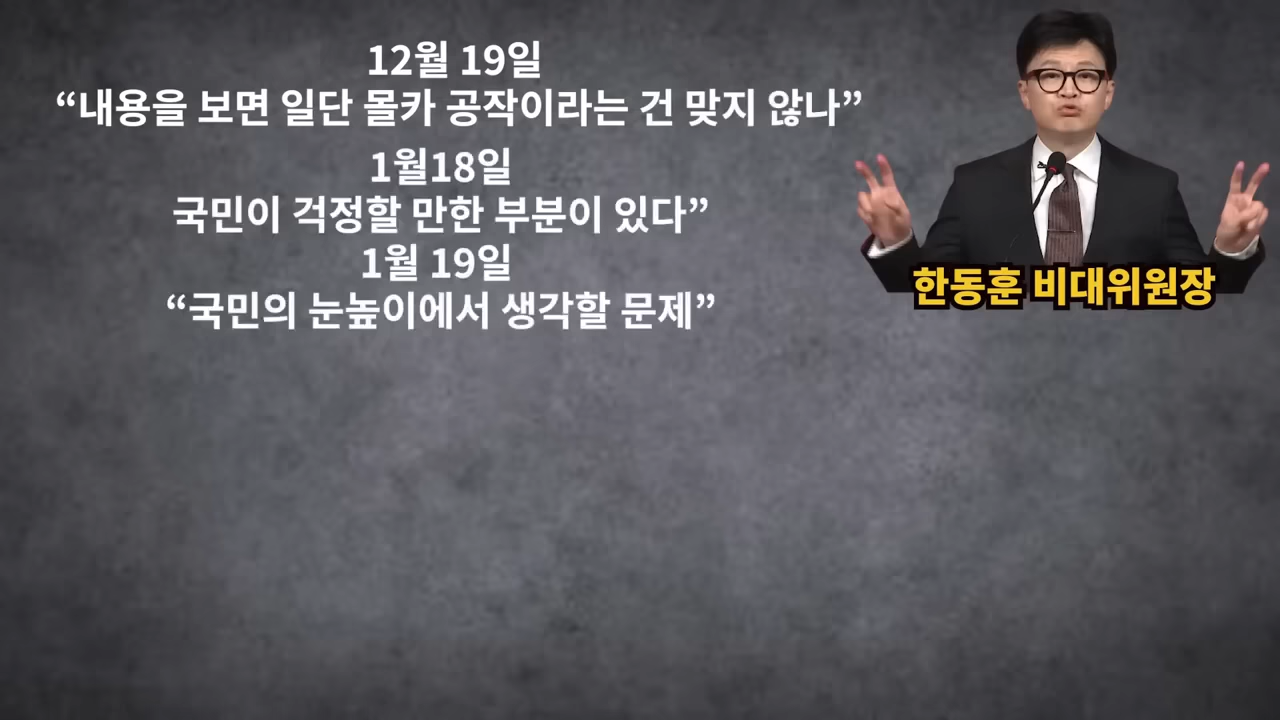 12월 19일
“내용을 보면 일단 몰카 공작이라는 건 맞지 않나”
1월18일
국민이 걱정할 만한 부분이 있다”
1월 19일
“국민의 눈높이에서 생각할 문제”
한동훈 비대위원장